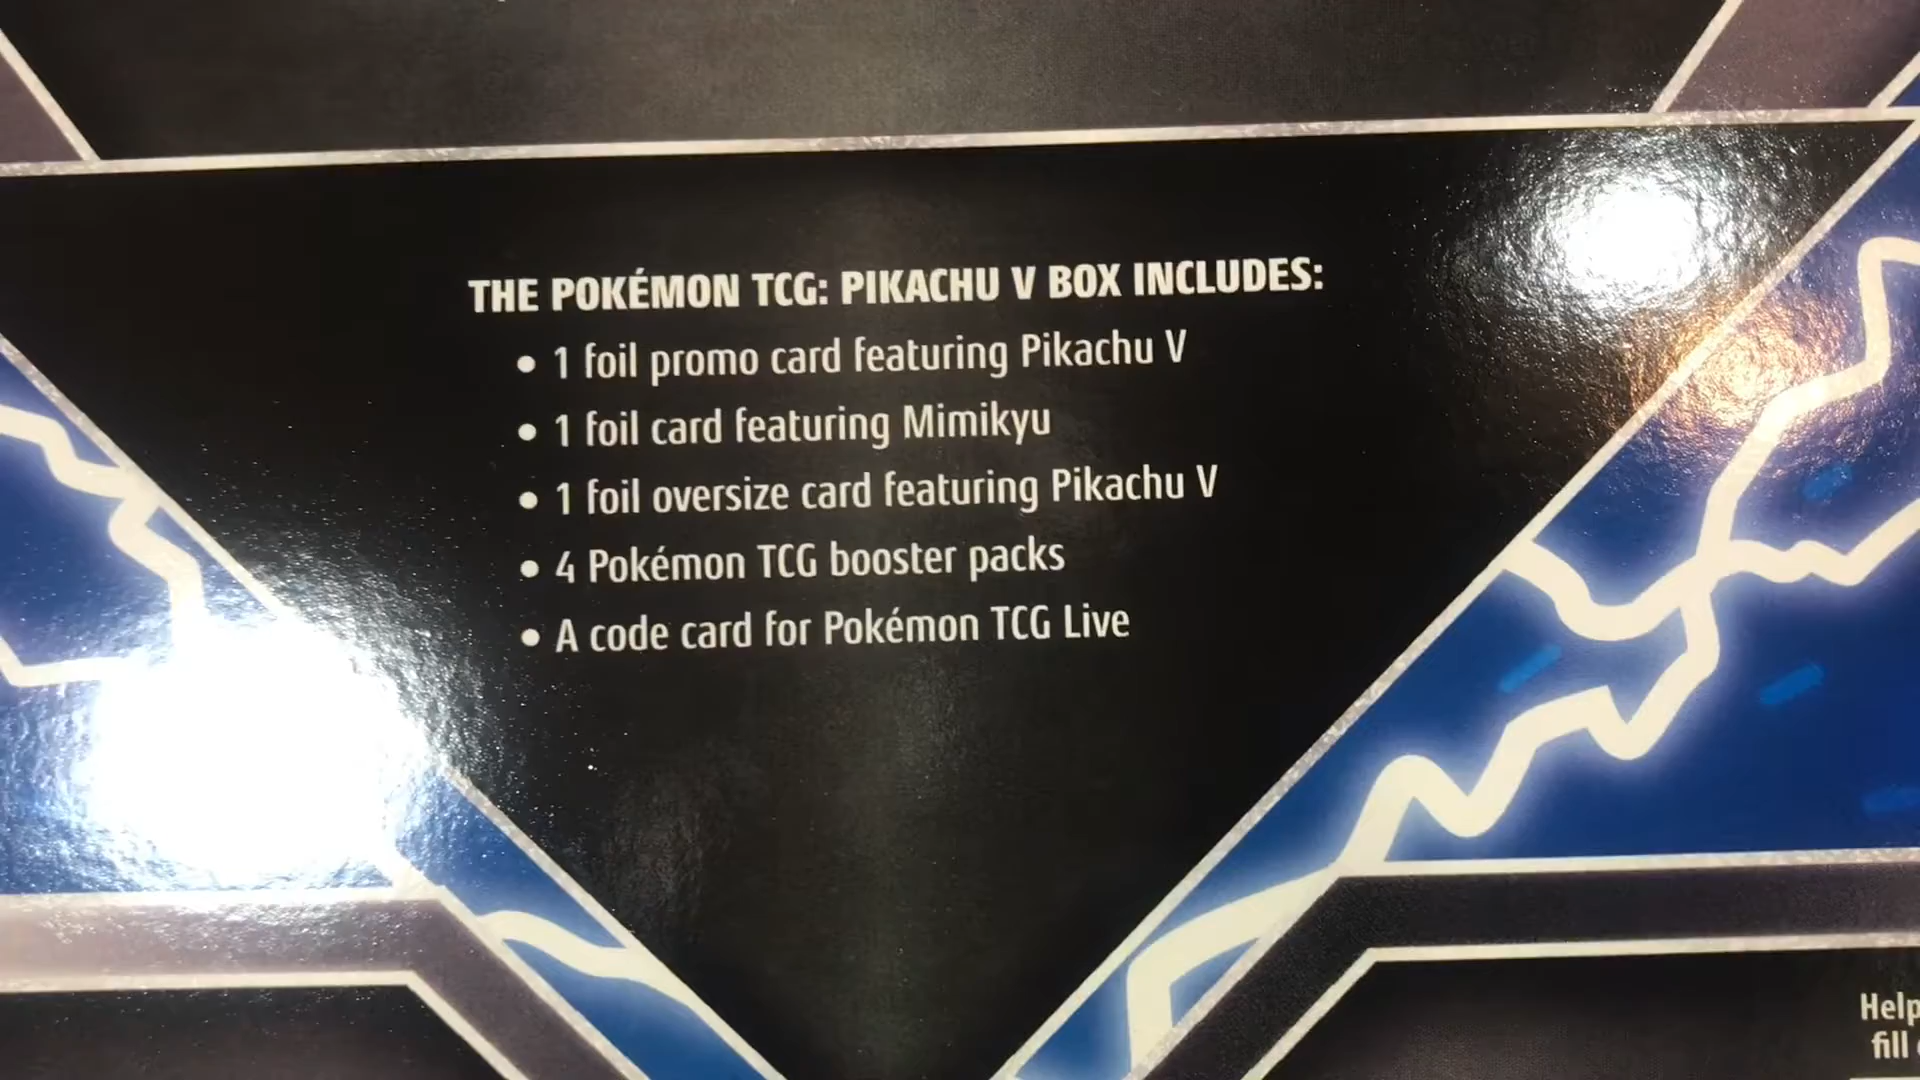 THE POKÉMON TCG: PIKACHU V BOX INCLUDES:
• 1 foil promo card featuring Pikachu V
• 1 foil card featuring Mimikyu
• 1 foil oversize card featuring Pikachu V
• 4 Pokémon TCG booster packs
• A code card for Pokémon TCG Live
Help
fill